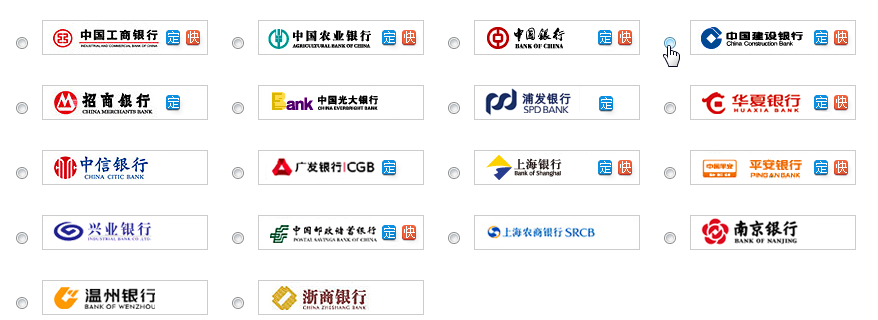 中国工商银行 定 快
INDUSTRIAL AND COMMERCIAL BANK OF CHINA
中国农业银行 定 快
AGRICULTURAL BANK OF CHINA
中国银行 定 快
BANK OF CHINA
中国建设银行 定 快
China Construction Bank
招商银行 定
CHINA MERCHANTS BANK
Bank 中国光大银行
CHINA EVERBRIGHT BANK
浦发银行 定
SPD BANK
华夏银行 定 快
HUAXIA BANK
中信银行
CHINA CITIC BANK
广发银行|CGB 定
上海银行 定 快
Bank of Shanghai
中国平安 平安银行 定 快
PING AN BANK
兴业银行
INDUSTRIAL BANK CO.,LTD.
中国邮政储蓄银行 定 快
POSTAL SAVINGS BANK OF CHINA
上海农商银行 SRCB
南京银行
BANK OF NANJING
温州银行
BANK OF WENZHOU
浙商银行
CHINA ZHESHANG BANK